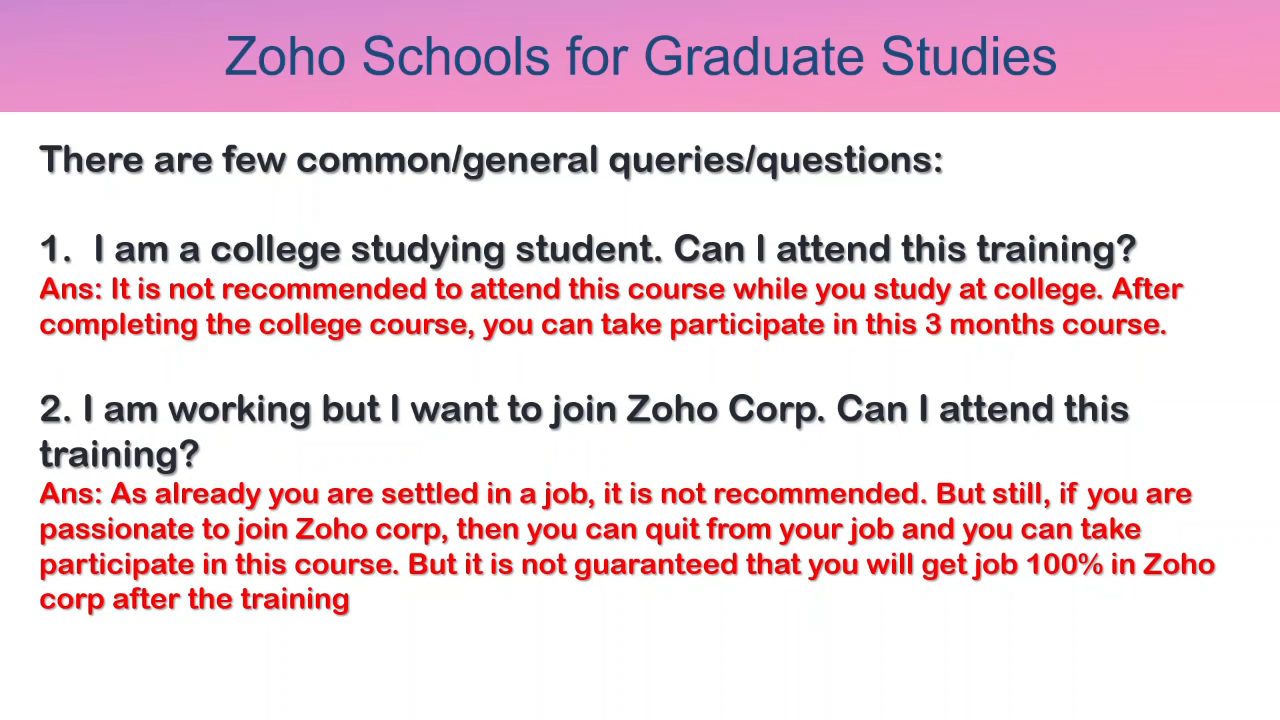 Zoho Schools for Graduate Studies
There are few common/general queries/questions:
1. I am a college studying student. Can I attend this training?
Ans: It is not recommended to attend this course while you study at college. After
completing the college course, you can take participate in this 3 months course.
2. I am working but I want to join Zoho Corp. Can I attend this
training?
Ans: As already you are settled in a job, it is not recommended. But still, if you are
passionate to join Zoho corp, then you can quit from your job and you can take
participate in this course. But it is not guaranteed that you will get job 100% in Zoho
corp after the training